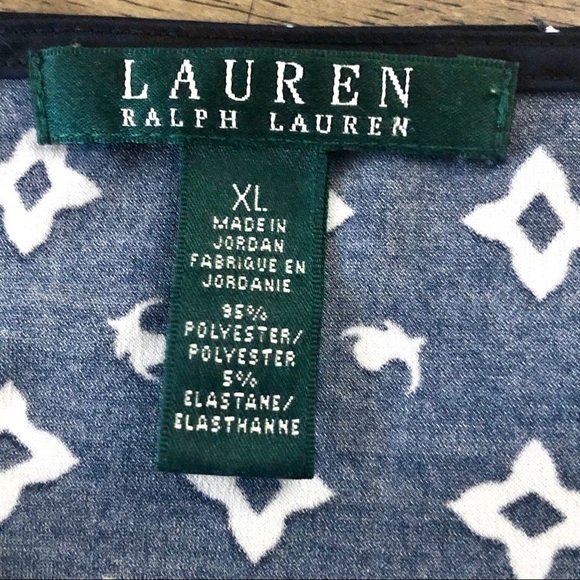 LAUREN
RALPH LAUREN
XL
MADE IN
JORDAN
FABRIQUE EN
JORDANIE
95%
POLYESTER/
POLYESTER
5%
ELASTANE/
ELASTHANNE